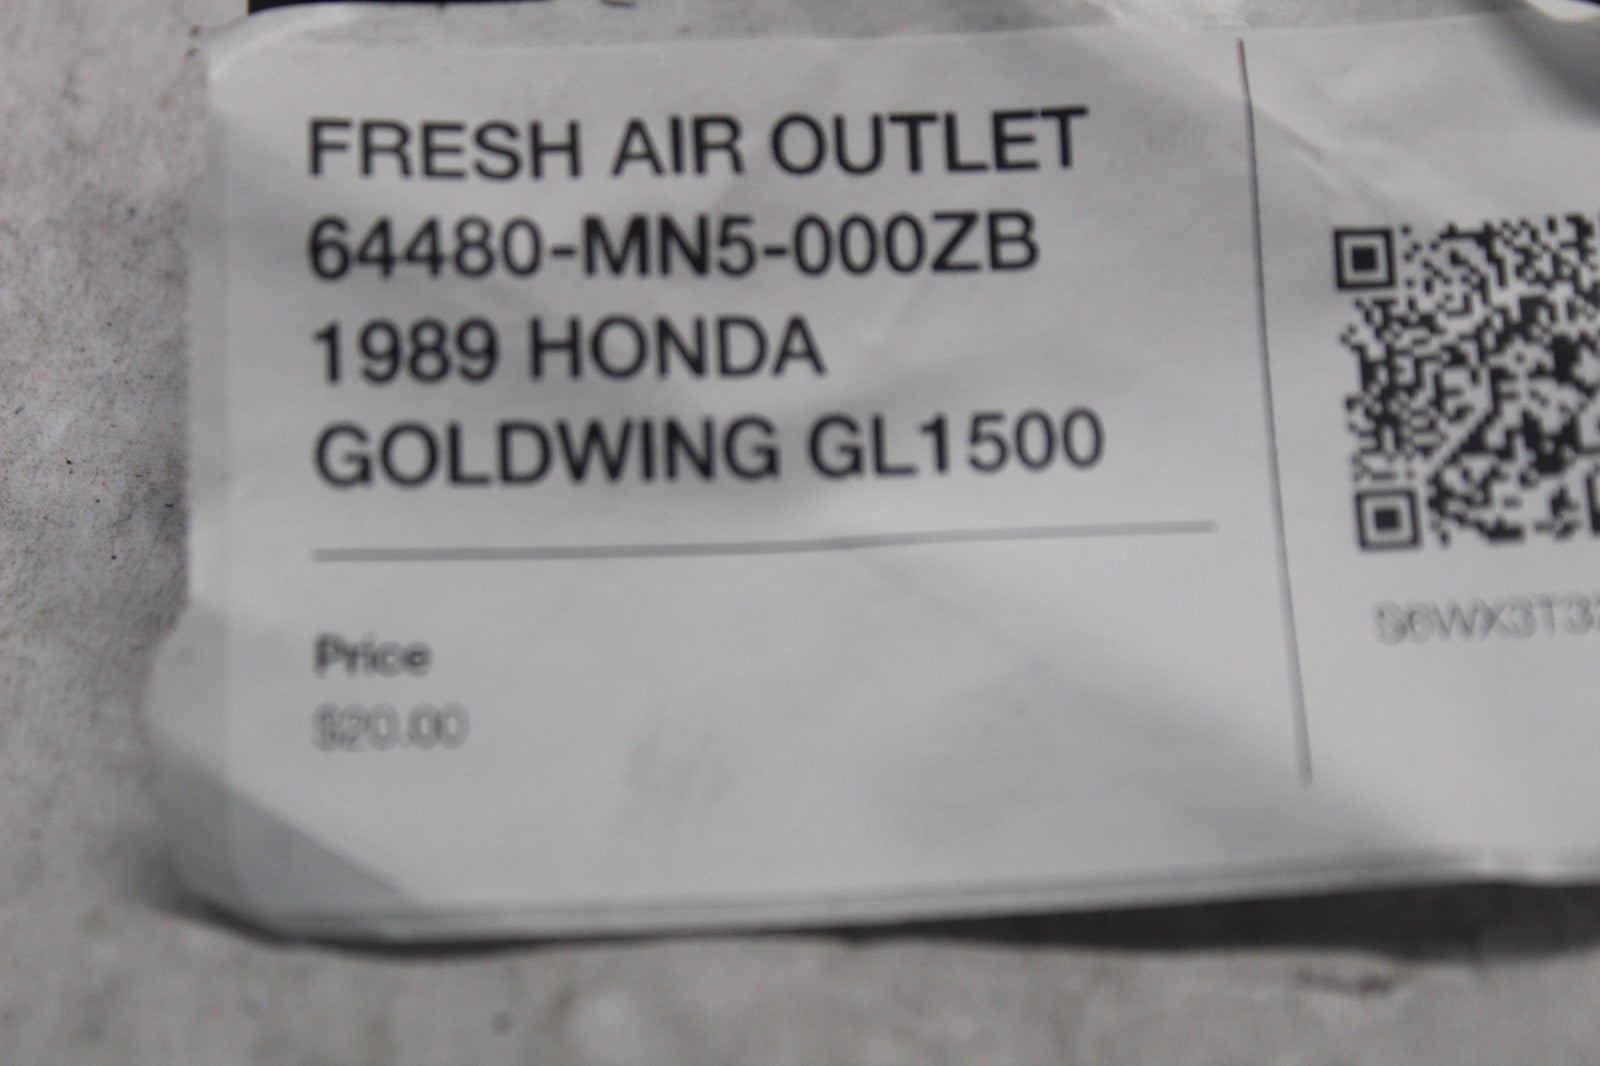 FRESH AIR OUTLET
64480-MN5-000ZB
1989 HONDA
GOLDWING GL1500
Price
$20.00